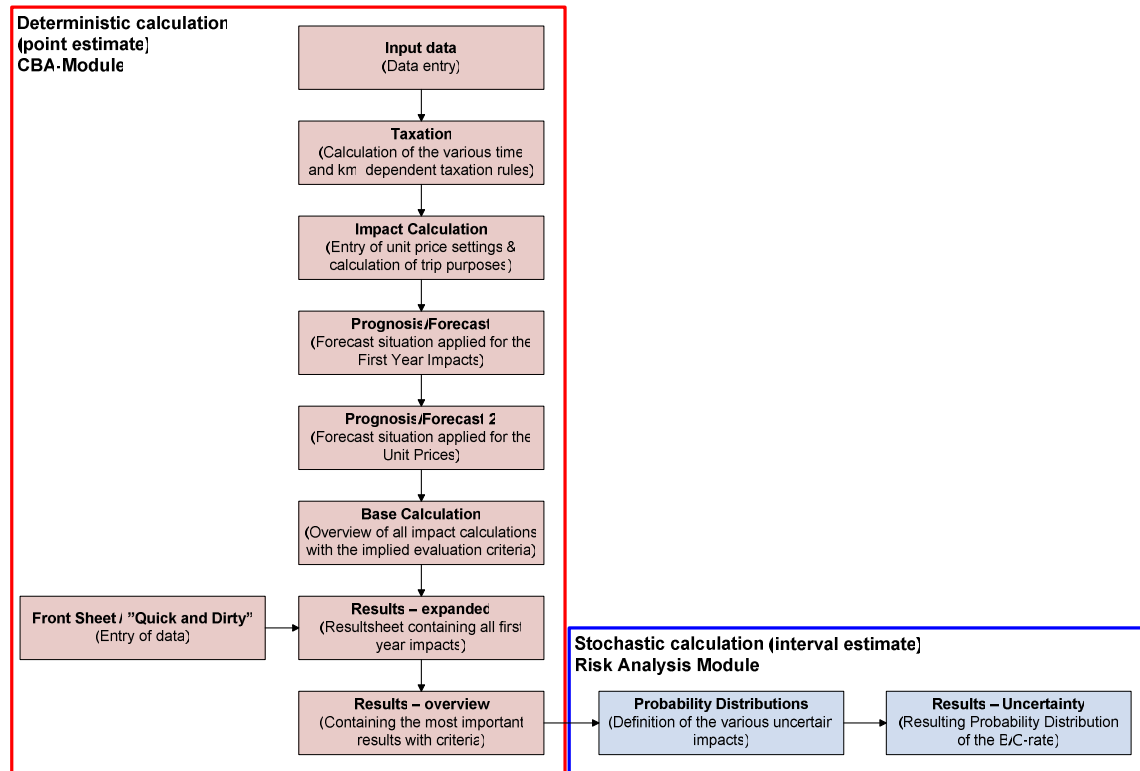 Deterministic calculation
(point estimate)
CBA-Module
Input data
(Data entry)
Taxation
(Calculation of the various time
and km dependent taxation rules)
Impact Calculation
(Entry of unit price settings &
calculation of trip purposes)
Prognosis/Forecast
(Forecast situation applied for the
First Year Impacts)
Prognosis/Forecast 2
(Forecast situation applied for the
Unit Prices)
Base Calculation
(Overview of all impact calculations
with the implied evaluation criteria)
Front Sheet / ”Quick and Dirty”
(Entry of data)
Results – expanded
(Resultsheet containing all first
year impacts)
Results – overview
(Containing the most important
results with criteria)
Stochastic calculation (interval estimate)
Risk Analysis Module
Probability Distributions
(Definition of the various uncertain
impacts)
Results – Uncertainty
(Resulting Probability Distribution
of the B/C-rate)